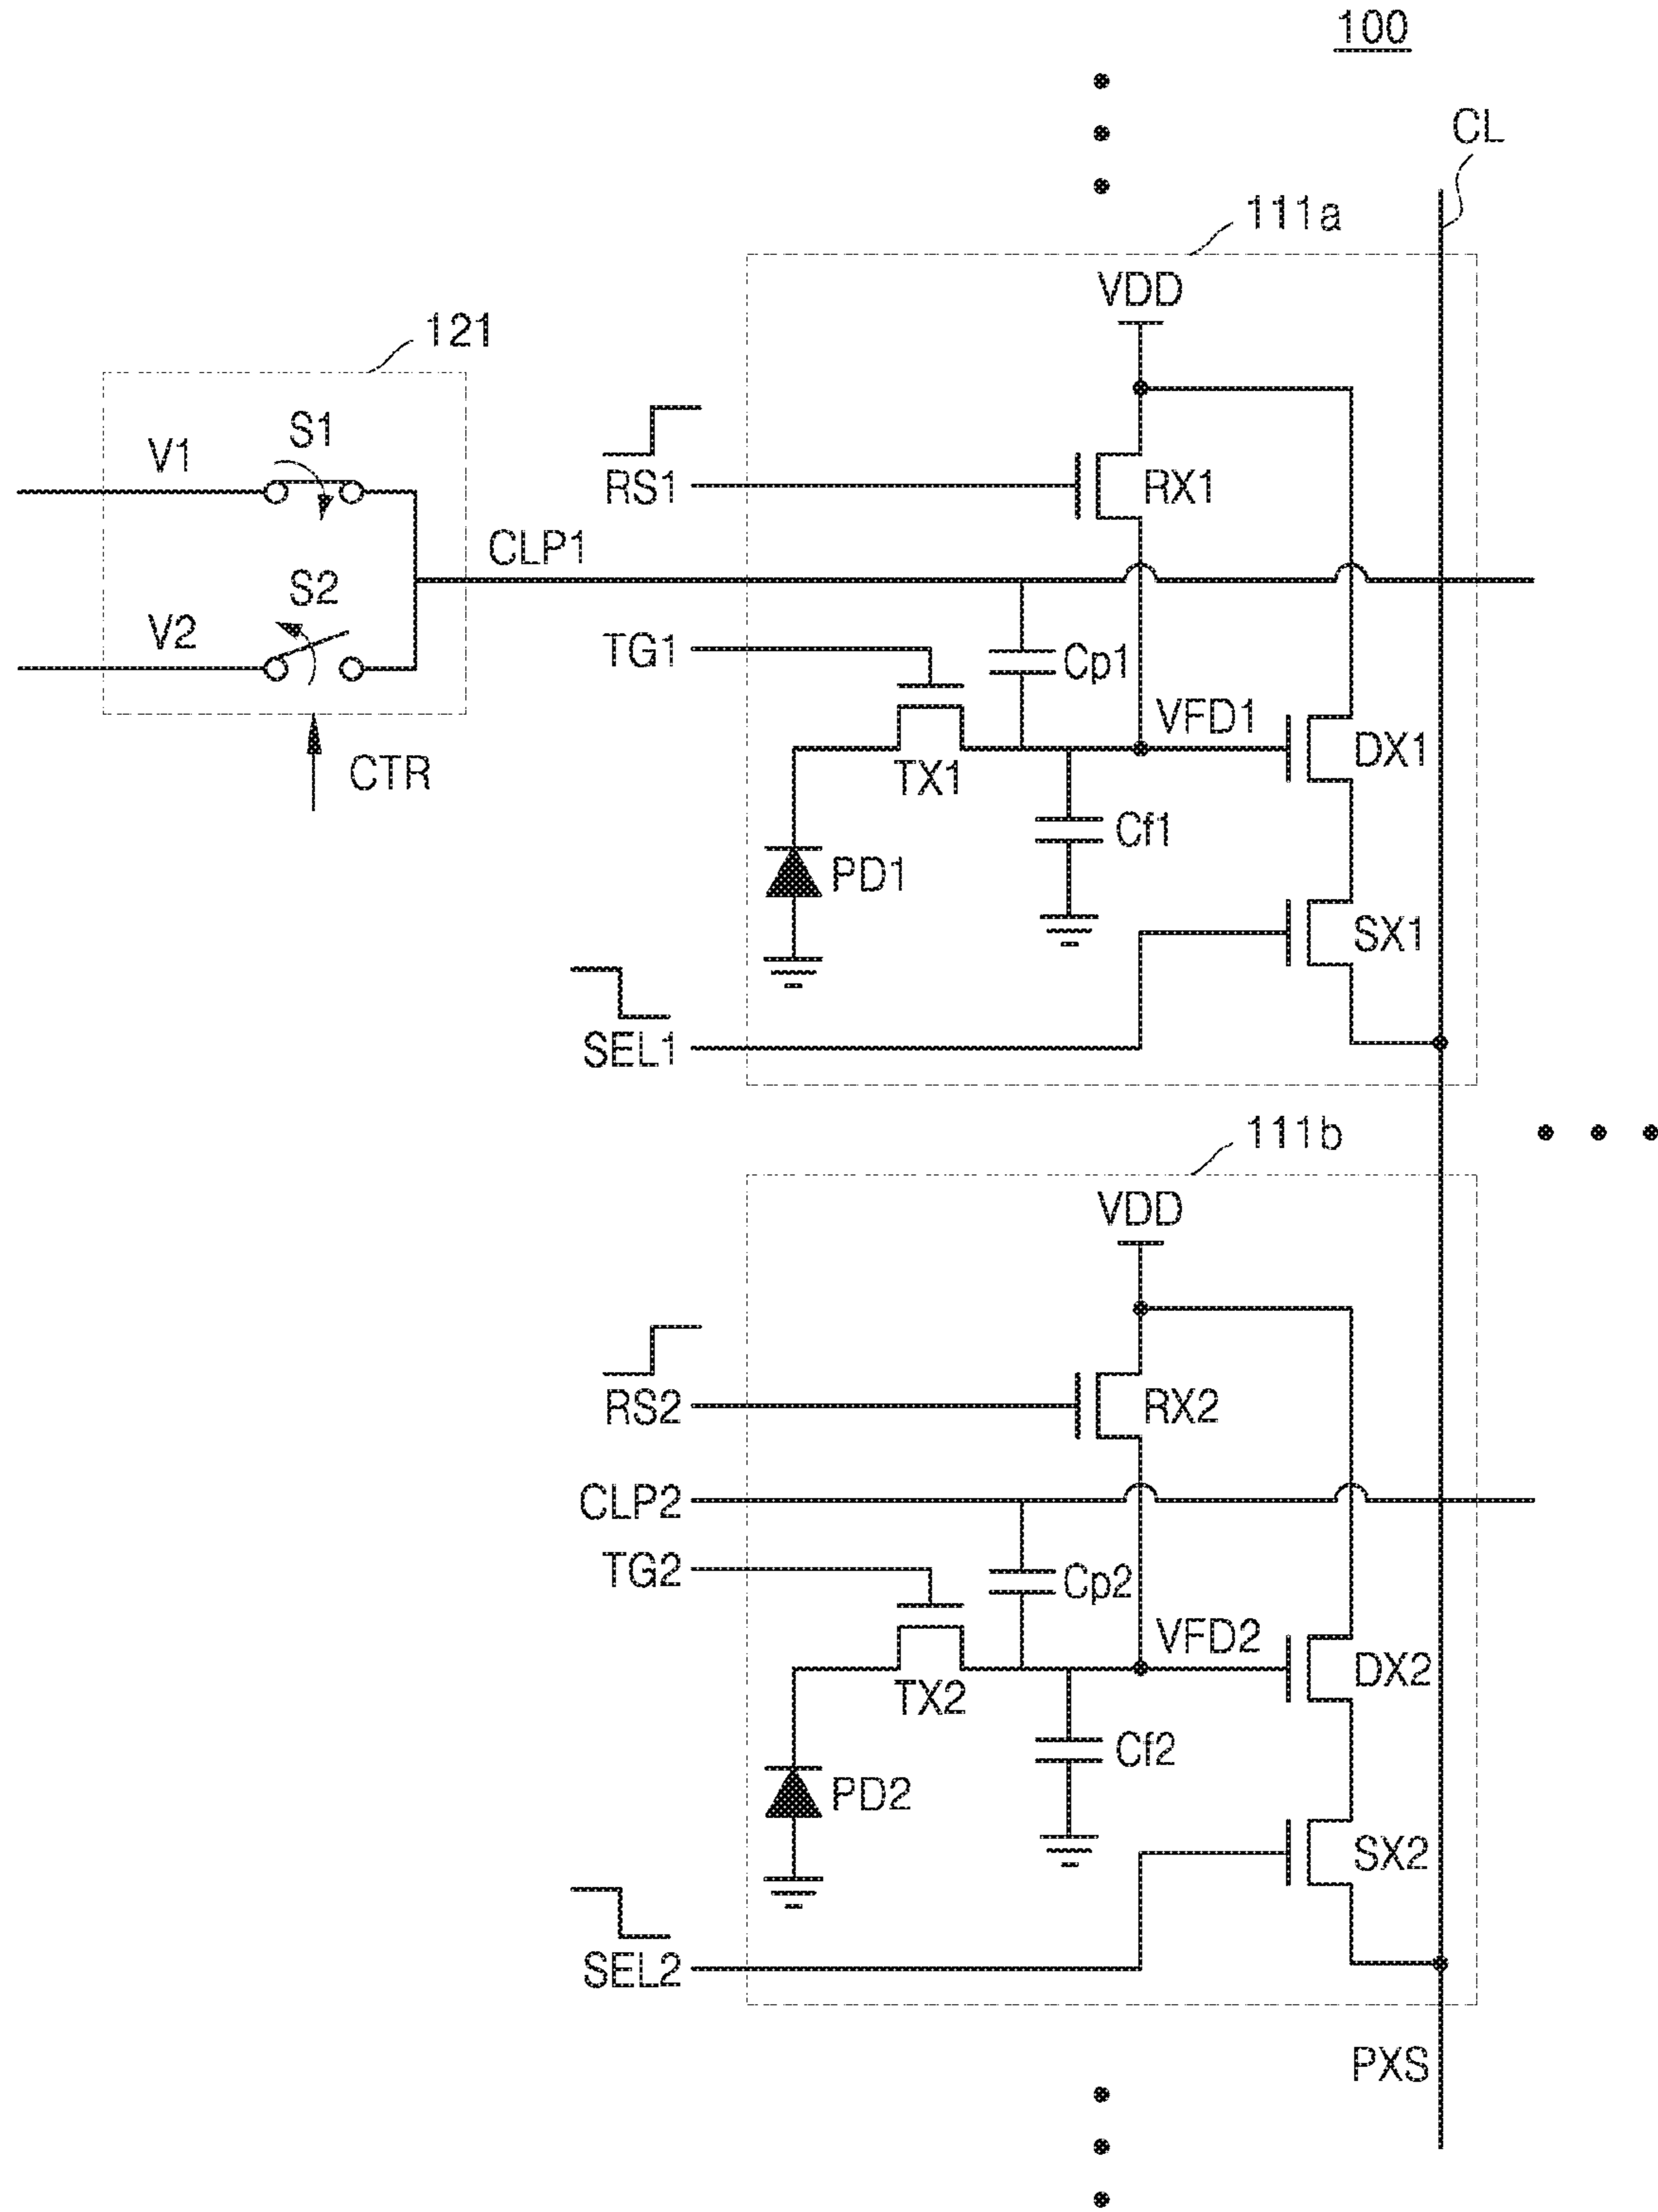 100
CL
111a
VDD
121
S1
V1
RS1
RX1
CLP1
S2
V2
TG1
Cp1
VFD1
DX1
CTR
TX1
Cf1
PD1
SX1
SEL1
111b
VDD
RS2
RX2
CLP2
TG2
Cp2
VFD2
DX2
TX2
Cf2
PD2
SX2
SEL2
PXS